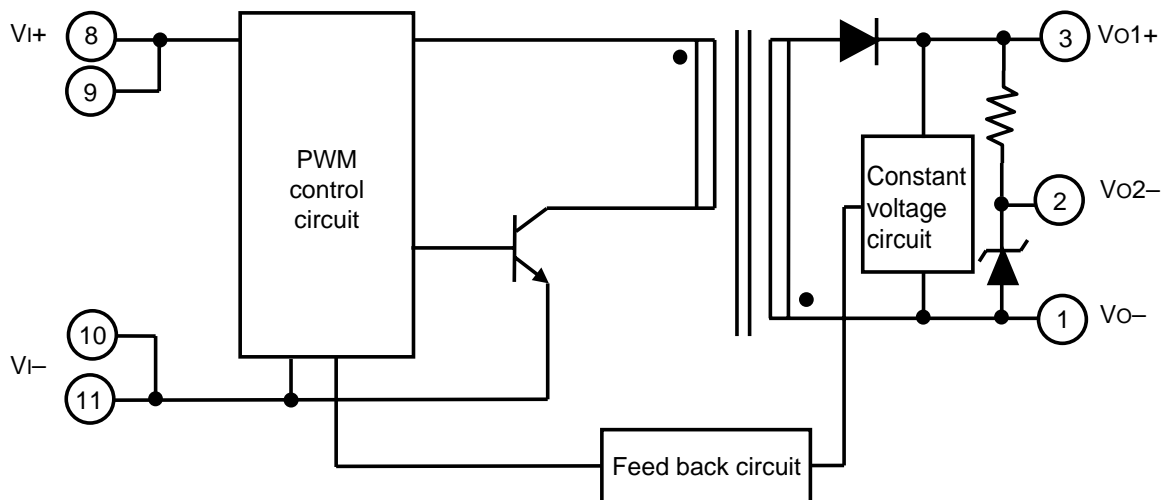 VI+
8
9
PWM
control
circuit
VI–
10
11
Constant
voltage
circuit
3
VO1+
2
VO2–
1
VO–
Feed back circuit